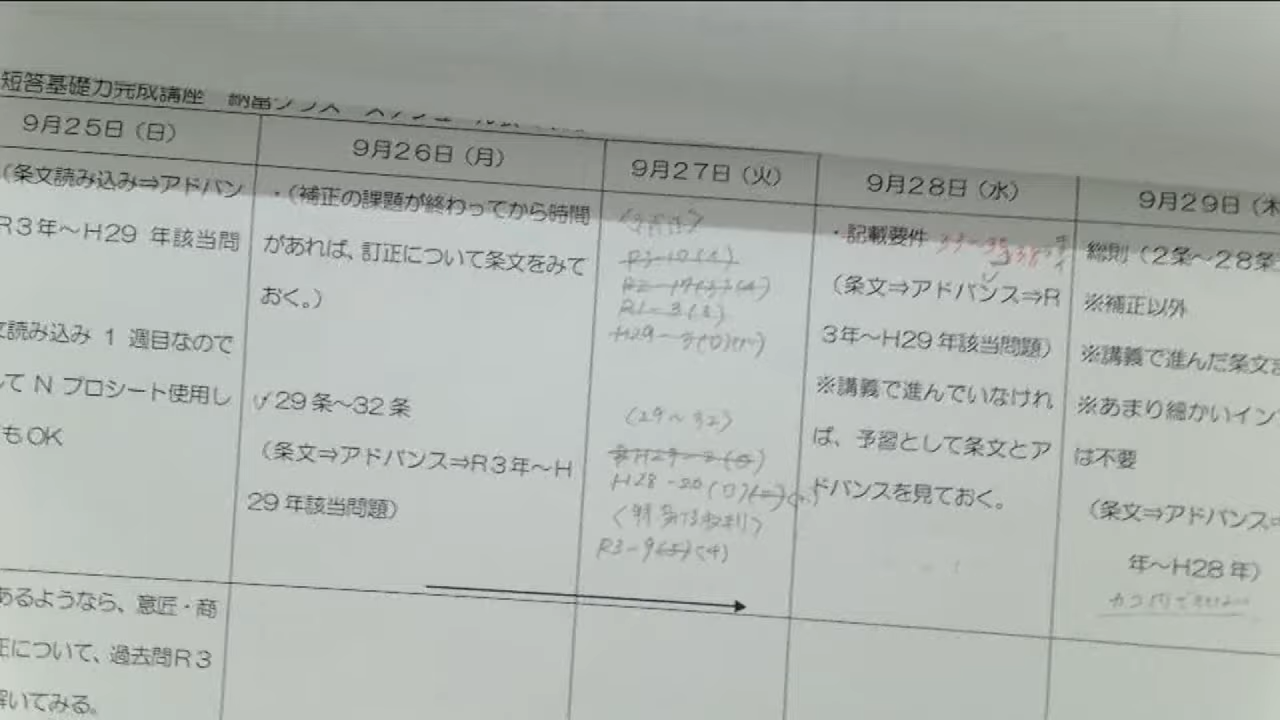 短答基礎力完成講座
9月25日（日）
9月26日（月）
9月27日（火）
9月28日（水）
9月29日（木
（条文読み込み⇒アドバン
R3年～H29 年該当問
文読み込み 1 週目なので
して N プロシート使用し
もOK
・（補正の課題が終わってから時間
があれば、訂正について条文をみて
おく。）
✓29 条～32 条
（条文⇒アドバンス⇒R3年～H
29 年該当問題）
R3-10(4)
R1-3(2)
(29～32)
H28-20
R3-9(5)(4)
・記載要件
（条文⇒アドバンス⇒R
3年～H29 年該当問題）
※講義で進んでいなけれ
ば、予習として条文とア
ドバンスを見ておく。
総則（2条～28条
※補正以外
※講義で進んだ条文
※あまり細かいイン
は不要
（条文⇒アドバンス⇒
年～H28 年）
あるようなら、意匠・商
正について、過去問R3
解いてみる。